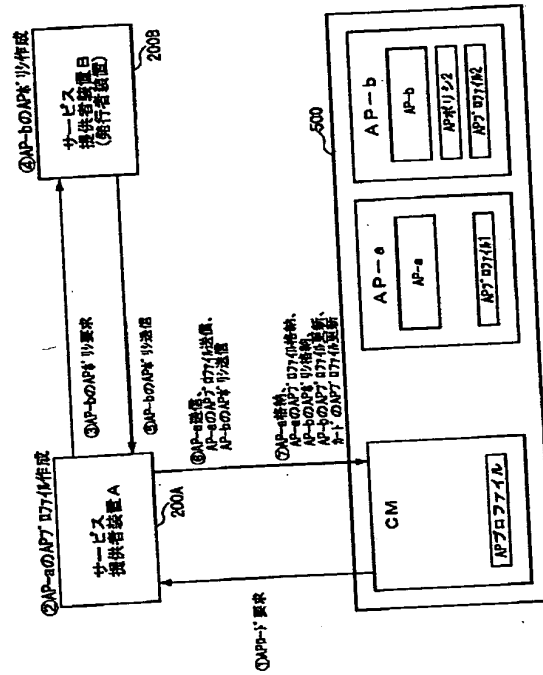 ②AP-aのAPプロファイル作成
サービス
提供者装置A
200A
④AP-bのAPポリシ作成
サービス
提供者装置B
(発行者装置)
200B
③AP-bのAPポリシ要求
⑤AP-bのAPポリシ送信
⑥AP-a送信、
AP-aのAPプロファイル送信、
AP-bのAPポリシ送信
①APロード要求
⑦AP-a格納、
AP-aのAPプロファイル格納、
AP-bのAPポリシ格納、
AP-bのAPプロファイル更新、
カードのAPプロファイル更新
500
CM
APプロファイル
AP-a
AP-a
APプロファイル1
AP-b
AP-b
APポリシ2
APプロファイル2